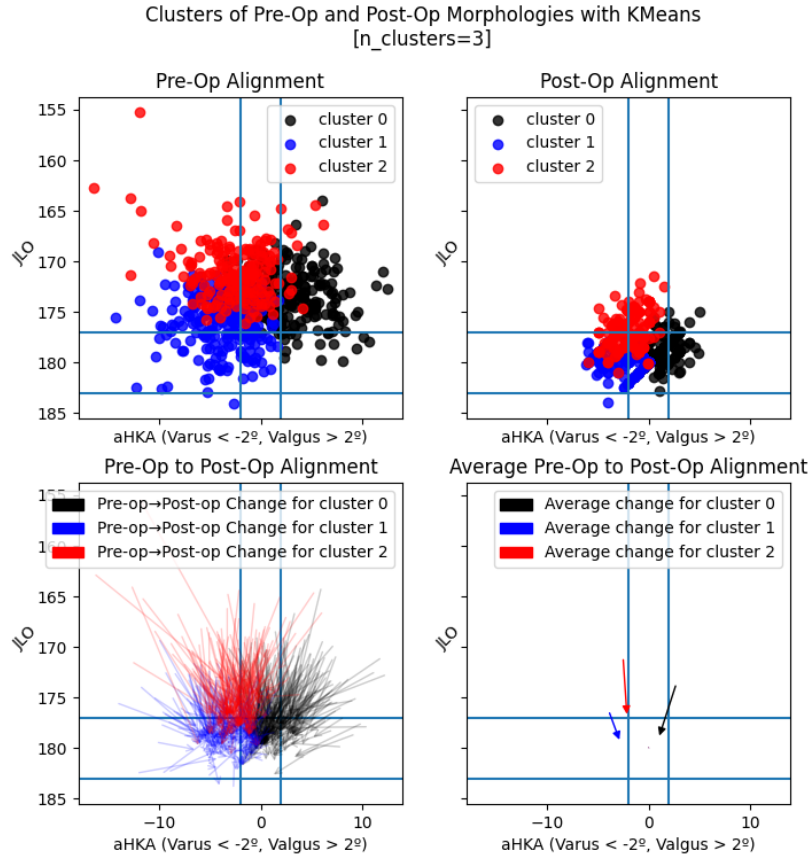 Clusters of Pre-Op and Post-Op Morphologies with KMeans
[n_clusters=3]
Pre-Op Alignment
155
160
165
170
175
180
185
JLO
cluster 0
cluster 1
cluster 2
aHKA (Varus < -2º, Valgus > 2º)
Post-Op Alignment
JLO
cluster 0
cluster 1
cluster 2
aHKA (Varus < -2º, Valgus > 2º)
Pre-Op to Post-Op Alignment
155
160
165
170
175
180
185
JLO
Pre-op→Post-op Change for cluster 0
Pre-op→Post-op Change for cluster 1
Pre-op→Post-op Change for cluster 2
−10
0
10
aHKA (Varus < -2º, Valgus > 2º)
Average Pre-Op to Post-Op Alignment
JLO
Average change for cluster 0
Average change for cluster 1
Average change for cluster 2
−10
0
10
aHKA (Varus < -2º, Valgus > 2º)